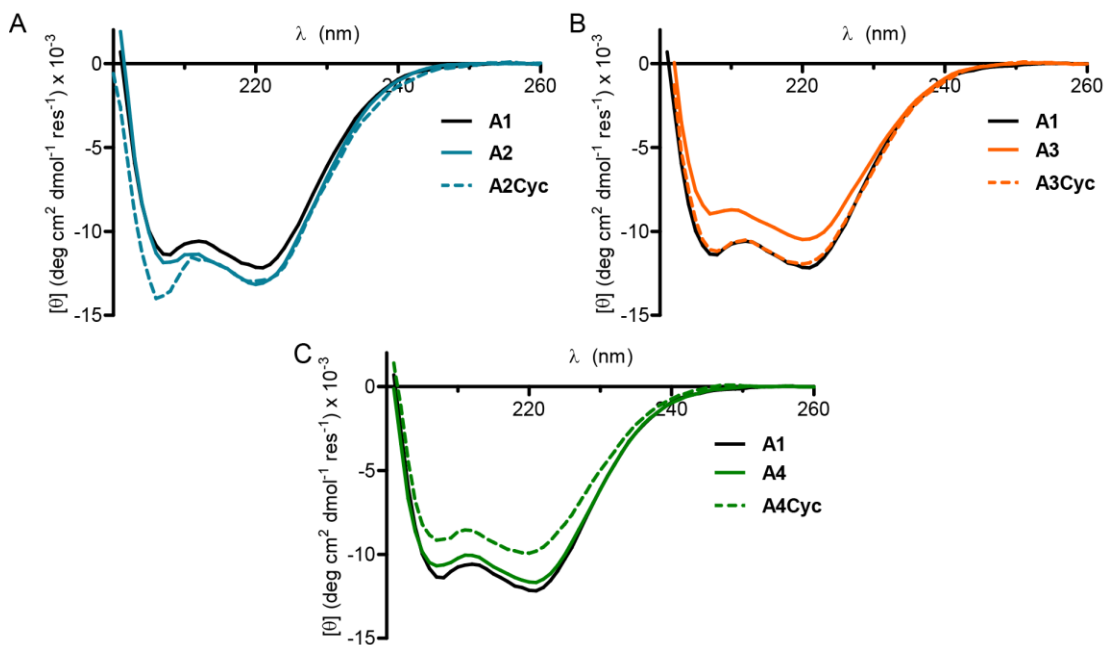 A
λ (nm)
0
220
240
260
-5
-10
-15
[θ] (deg cm² dmol⁻¹ res⁻¹) x 10⁻³
A1
A2
A2Cyc
B
λ (nm)
0
220
240
260
-5
-10
-15
[θ] (deg cm² dmol⁻¹ res⁻¹) x 10⁻³
A1
A3
A3Cyc
C
λ (nm)
0
220
240
260
-5
-10
-15
[θ] (deg cm² dmol⁻¹ res⁻¹) x 10⁻³
A1
A4
A4Cyc